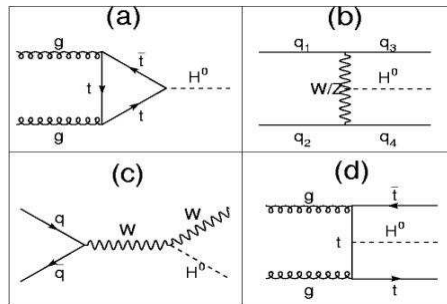 (a)
g
t̅
t
H⁰
t
g
(b)
q₁ q₃
W/Z H⁰
q₂ q₄
(c)
q
W
W
q̅
H⁰
(d)
g
t̅
t
H⁰
g
t